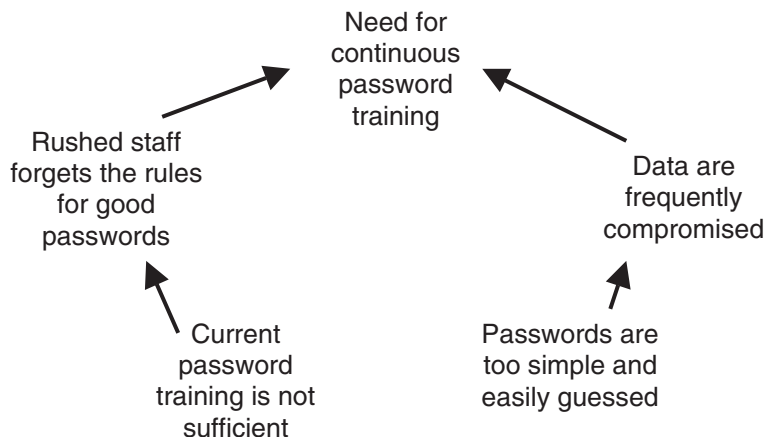 Need for
continuous
password
training
Rushed staff
forgets the rules
for good
passwords
Data are
frequently
compromised
Current
password
training is not
sufficient
Passwords are
too simple and
easily guessed